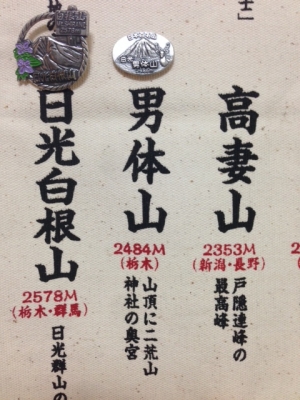 士」
高妻山
2353M
(新潟・長野)
戸隠連峰の
最高峰
男体山
2484M
(栃木)
山頂に二荒山
神社の奥宮
日光白根山
2578M
(栃木・群馬)
日光群山の
男体山